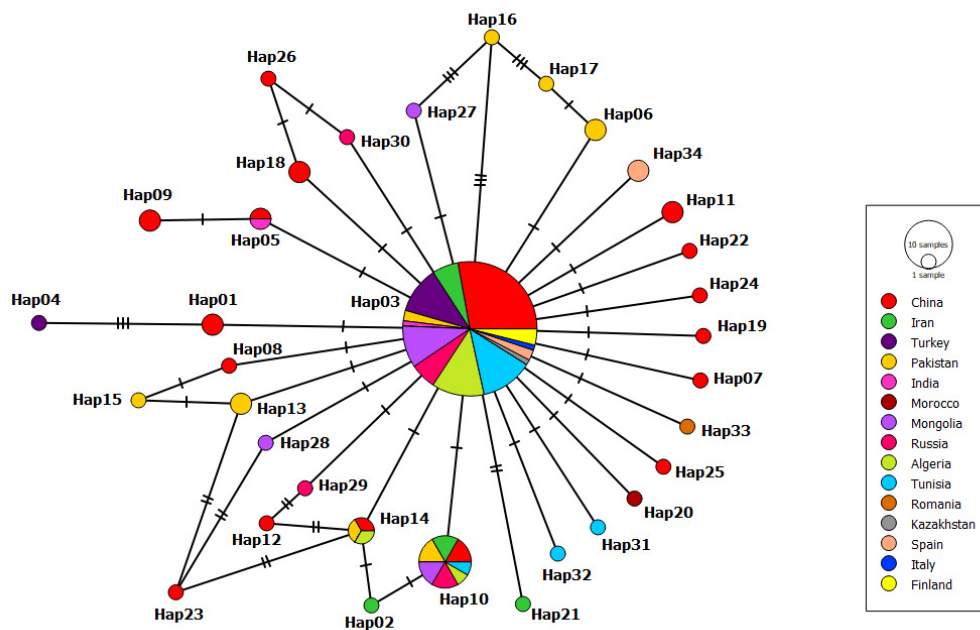 Hap16
Hap26
Hap17
Hap27
Hap06
Hap30
Hap34
Hap18
Hap09
Hap11
Hap05
Hap22
Hap24
Hap04
Hap01
Hap03
Hap19
Hap08
Hap07
Hap15
Hap13
Hap33
Hap28
Hap25
Hap29
Hap20
Hap14
Hap12
Hap31
Hap32
Hap10
Hap23
Hap02
Hap21
10 samples
1 sample
China
Iran
Turkey
Pakistan
India
Morocco
Mongolia
Russia
Algeria
Tunisia
Romania
Kazakhstan
Spain
Italy
Finland